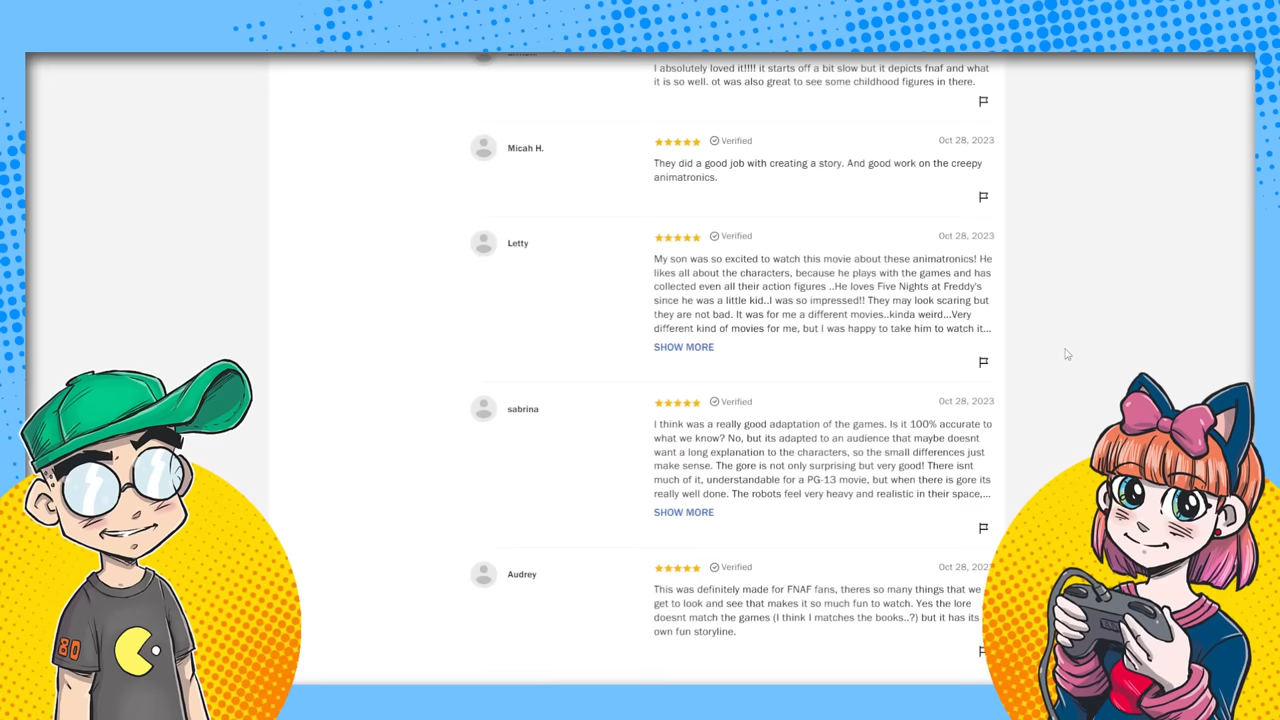 I absolutely loved it!!!! it starts off a bit slow but it depicts fnaf and what
it is so well. ot was also great to see some childhood figures in there.
Micah H.
Verified
Oct 28, 2023
They did a good job with creating a story. And good work on the creepy
animatronics.
Letty
Verified
Oct 28, 2023
My son was so excited to watch this movie about these animatronics! He
likes all about the characters, because he plays with the games and has
collected even all their action figures ..He loves Five Nights at Freddy's
since he was a little kid..I was so impressed!! They may look scaring but
they are not bad. It was for me a different movies..kinda weird...Very
different kind of movies for me, but I was happy to take him to watch it...
SHOW MORE
sabrina
Verified
Oct 28, 2023
I think was a really good adaptation of the games. Is it 100% accurate to
what we know? No, but its adapted to an audience that maybe doesnt
want a long explanation to the characters, so the small differences just
make sense. The gore is not only surprising but very good! There isnt
much of it, understandable for a PG-13 movie, but when there is gore its
really well done. The robots feel very heavy and realistic in their space,...
SHOW MORE
Audrey
Verified
Oct 28, 202
This was definitely made for FNAF fans, theres so many things that we
get to look and see that makes it so much fun to watch. Yes the lore
doesnt match the games (I think I matches the books..?) but it has its
own fun storyline.
80